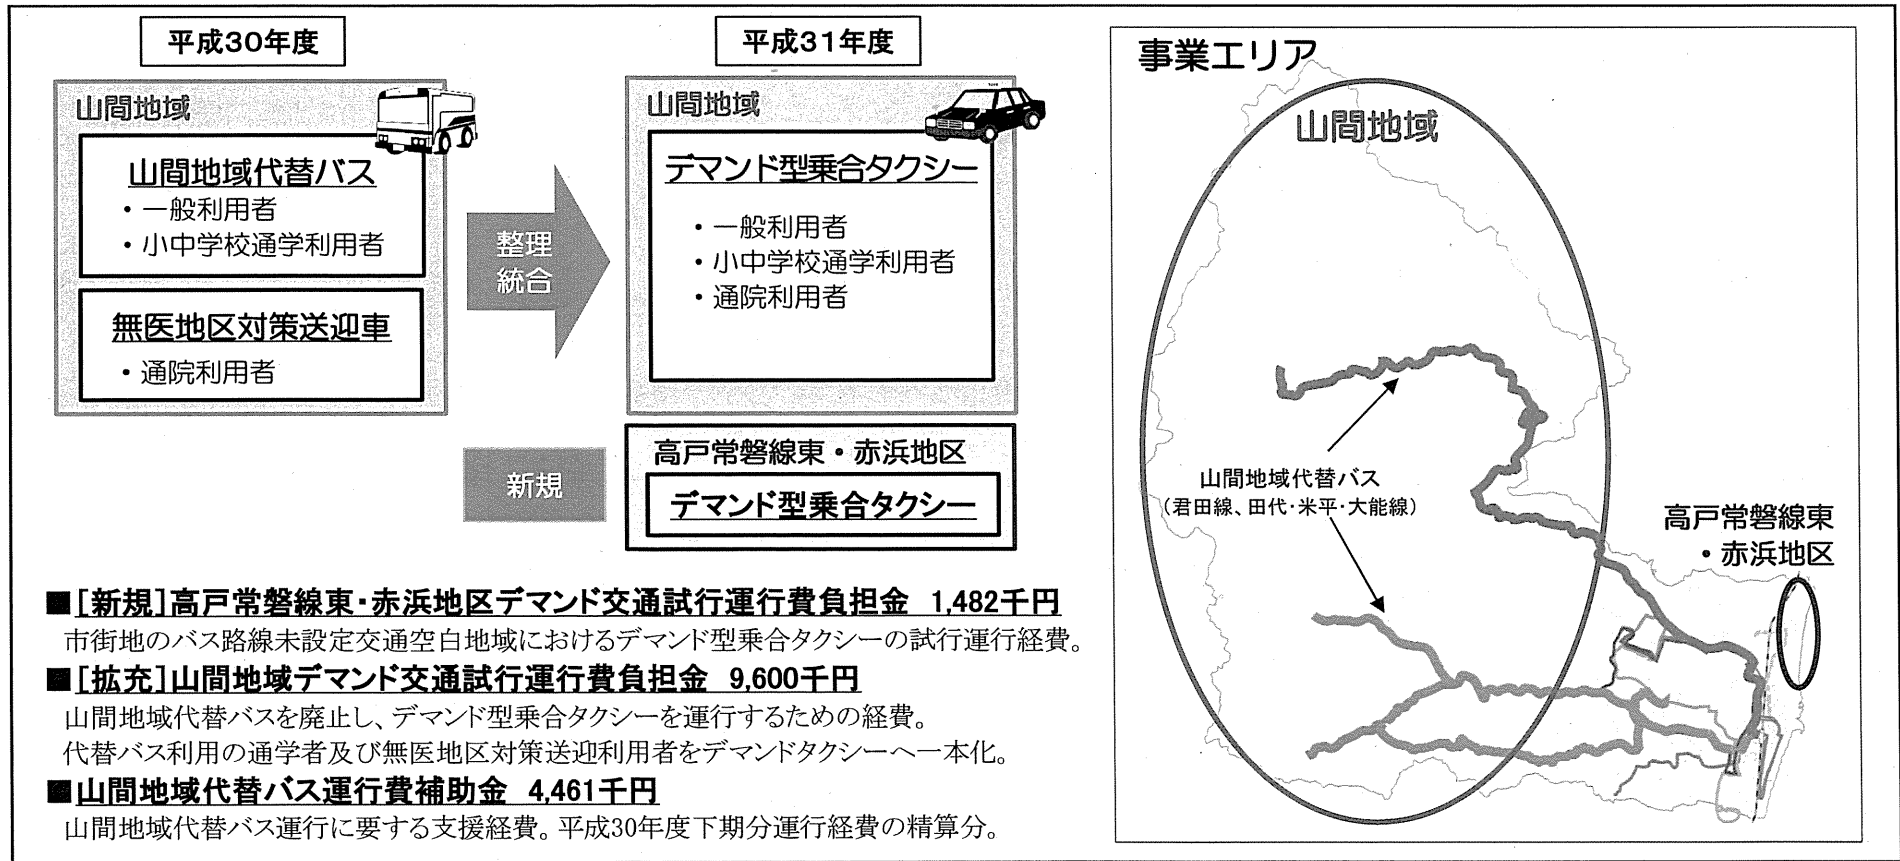 平成30年度
山間地域
山間地域代替バス
・一般利用者
・小中学校通学利用者
無医地区対策送迎車
・通院利用者
整理
統合
平成31年度
山間地域
デマンド型乗合タクシー
・一般利用者
・小中学校通学利用者
・通院利用者
新規
高戸常磐線東・赤浜地区
デマンド型乗合タクシー
■[新規]高戸常磐線東・赤浜地区デマンド交通試行運行費負担金 1,482千円
市街地のバス路線未設定交通空白地域におけるデマンド型乗合タクシーの試行運行経費。
■[拡充]山間地域デマンド交通試行運行費負担金 9,600千円
山間地域代替バスを廃止し、デマンド型乗合タクシーを運行するための経費。
代替バス利用の通学者及び無医地区対策送迎利用者をデマンドタクシーへ一本化。
■山間地域代替バス運行費補助金 4,461千円
山間地域代替バス運行に要する支援経費。平成30年度下期分運行経費の精算分。
事業エリア
山間地域
山間地域代替バス
(君田線、田代・米平・大能線)
高戸常磐線東
・赤浜地区